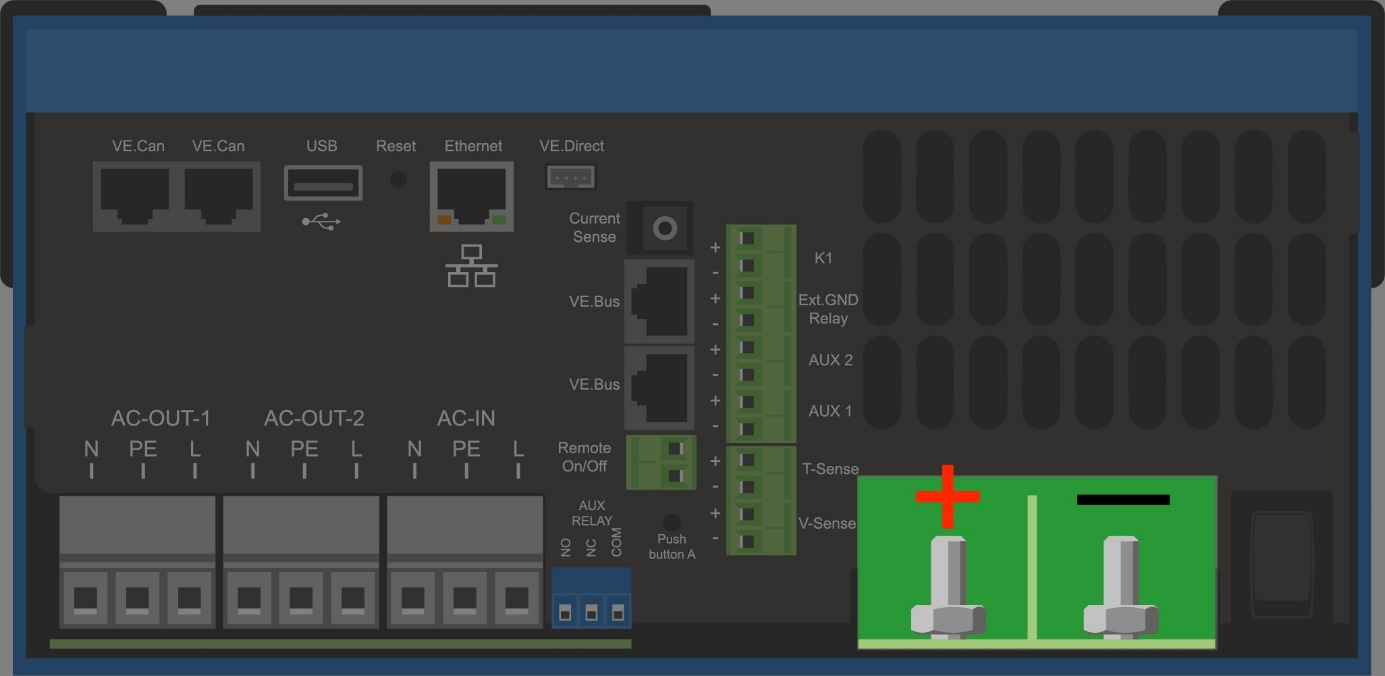 VE.Can VE.Can USB Reset Ethernet VE.Direct
Current
Sense
+
-
K1
VE.Bus
+
-
Ext.GND
Relay
VE.Bus
+
-
AUX 2
+
-
AUX 1
AC-OUT-1 AC-OUT-2 AC-IN
N PE L N PE L N PE L
Remote
On/Off
+
-
T-Sense
+
-
V-Sense
AUX
RELAY
NO NC COM
Push
button A
+ -